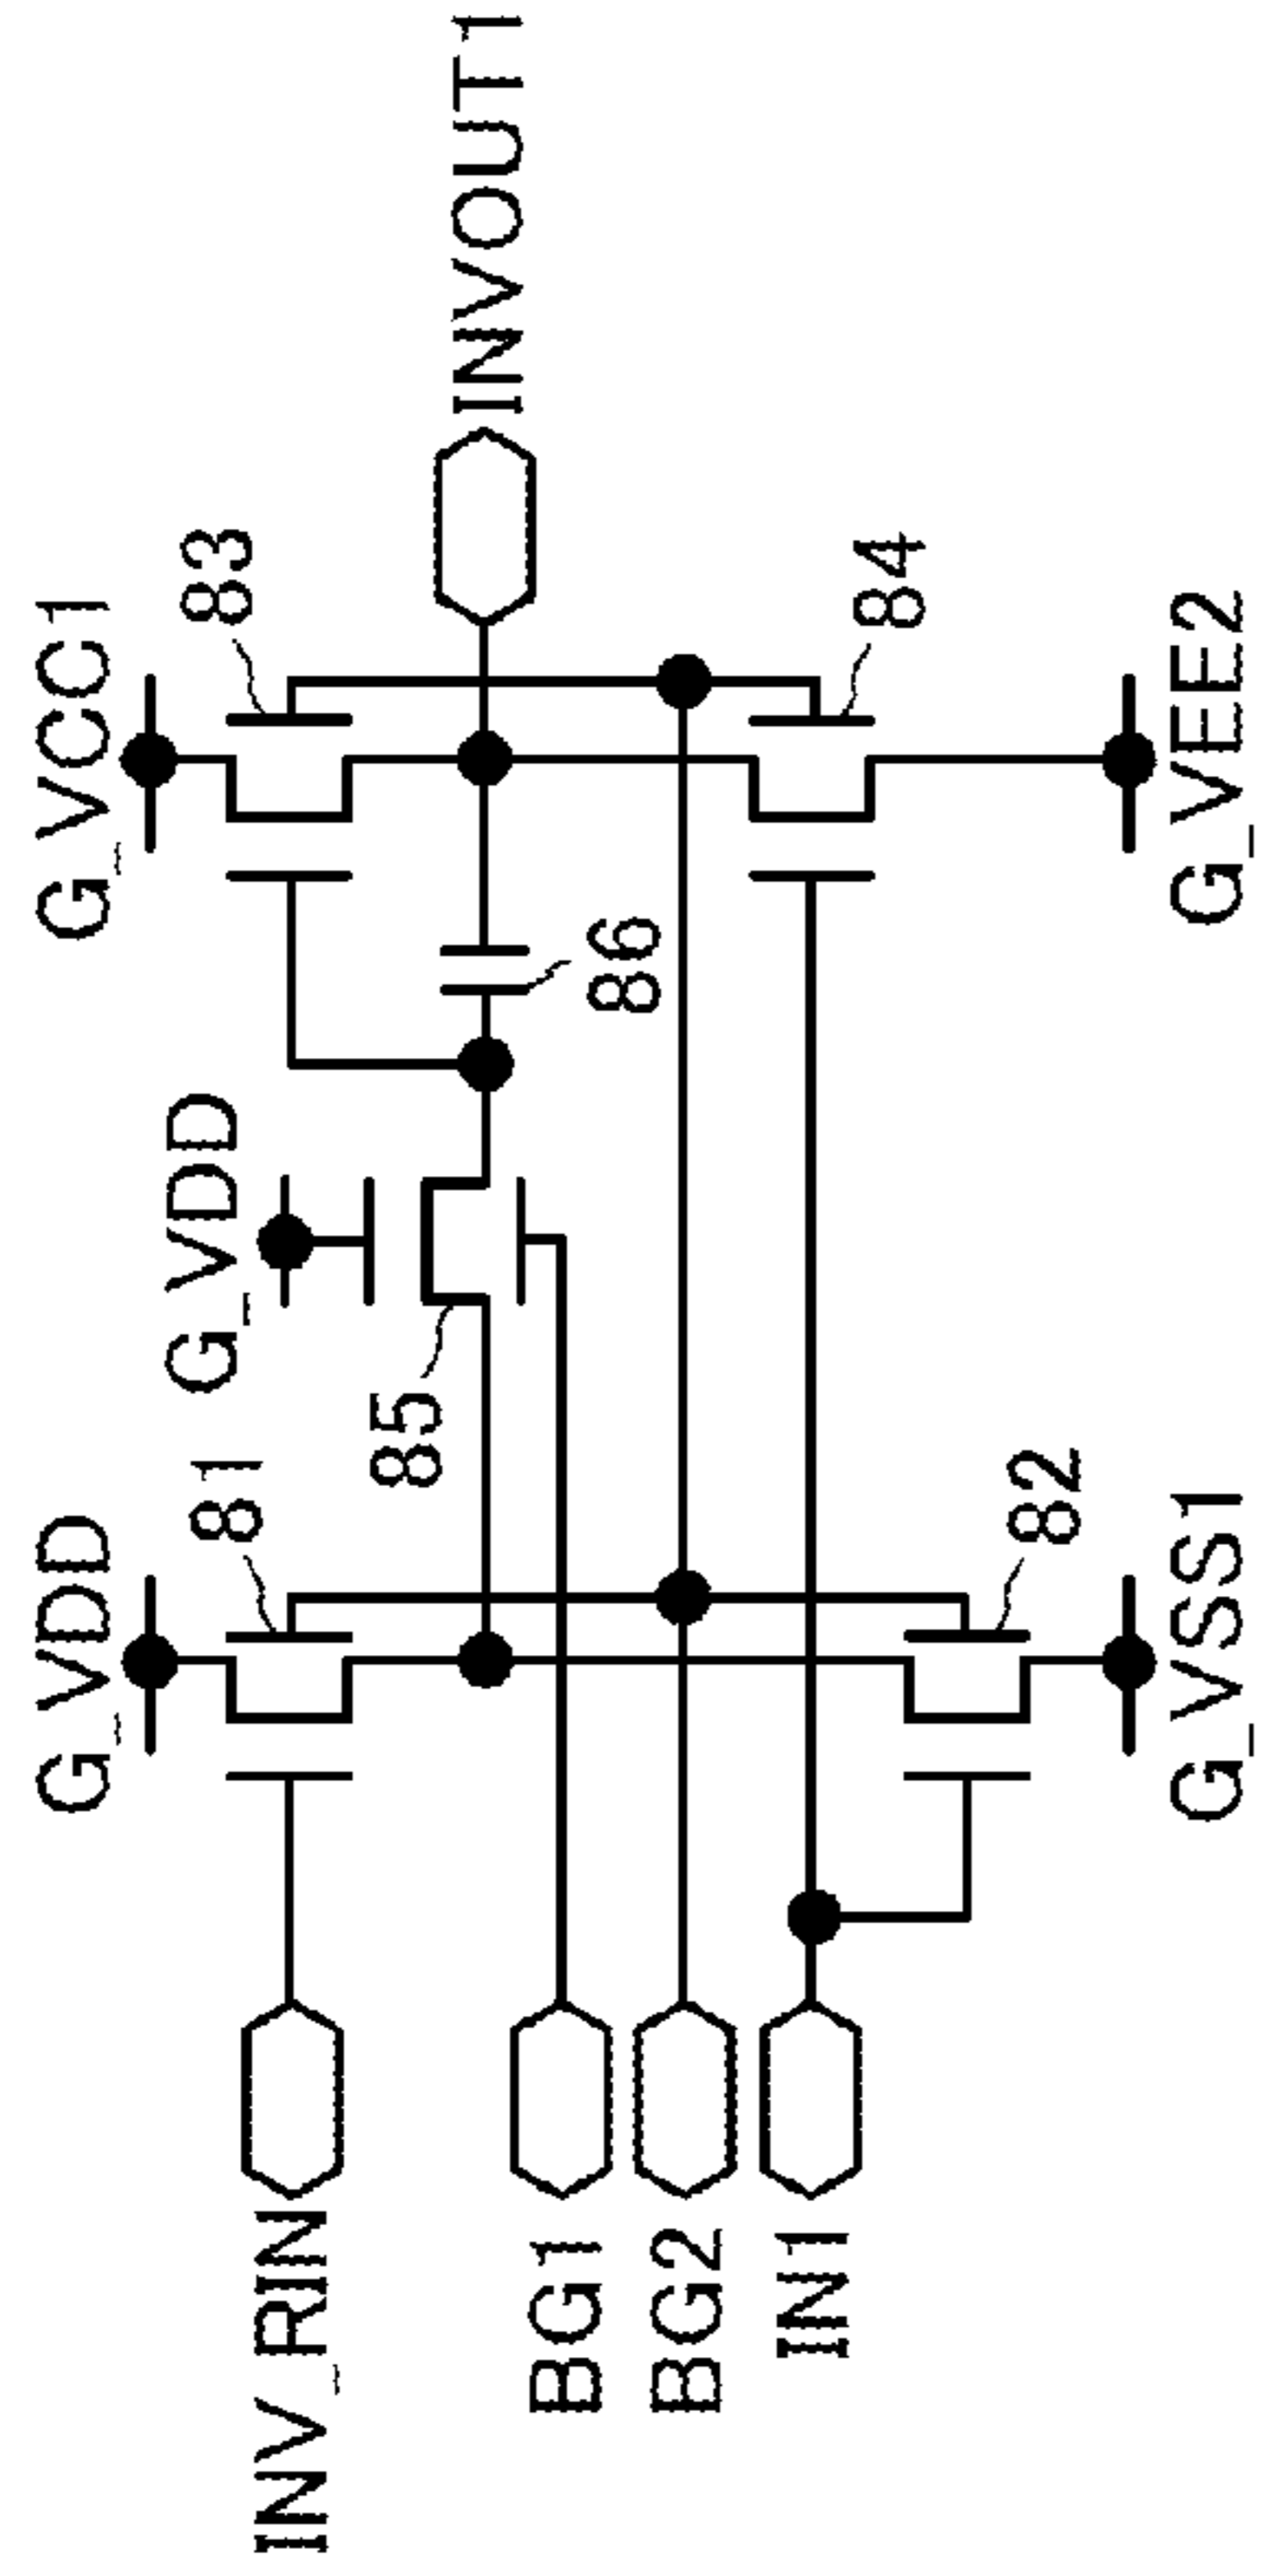 G_VDD
G_VCC1
81
G_VDD
83
INV_RIN
85
INVOUT1
86
BG1
BG2
IN1
82
84
G_VSS1
G_VEE2